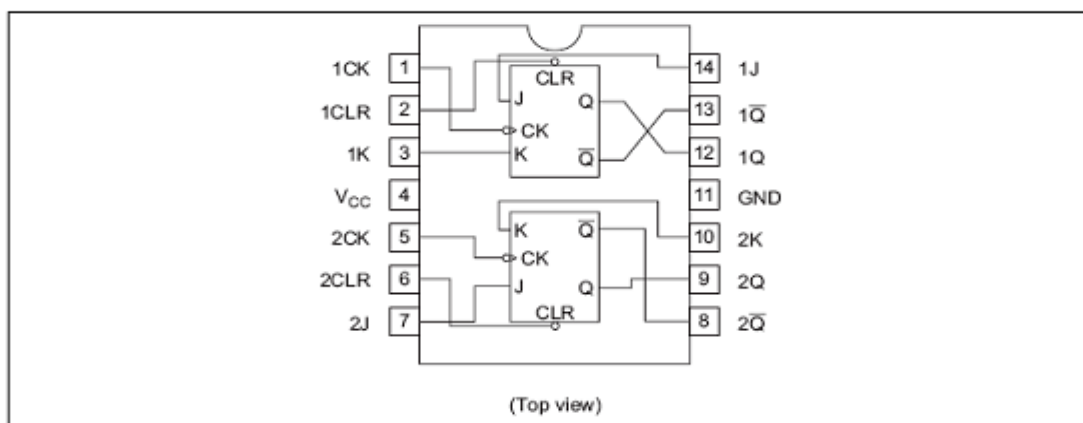 1CK 1 14 1J
1CLR 2 13 1Q̅
1K 3 12 1Q
VCC 4 11 GND
2CK 5 10 2K
2CLR 6 9 2Q
2J 7 8 2Q̅
CLR
J Q
CK
K Q̅
K Q̅
CK
J Q
CLR
(Top view)